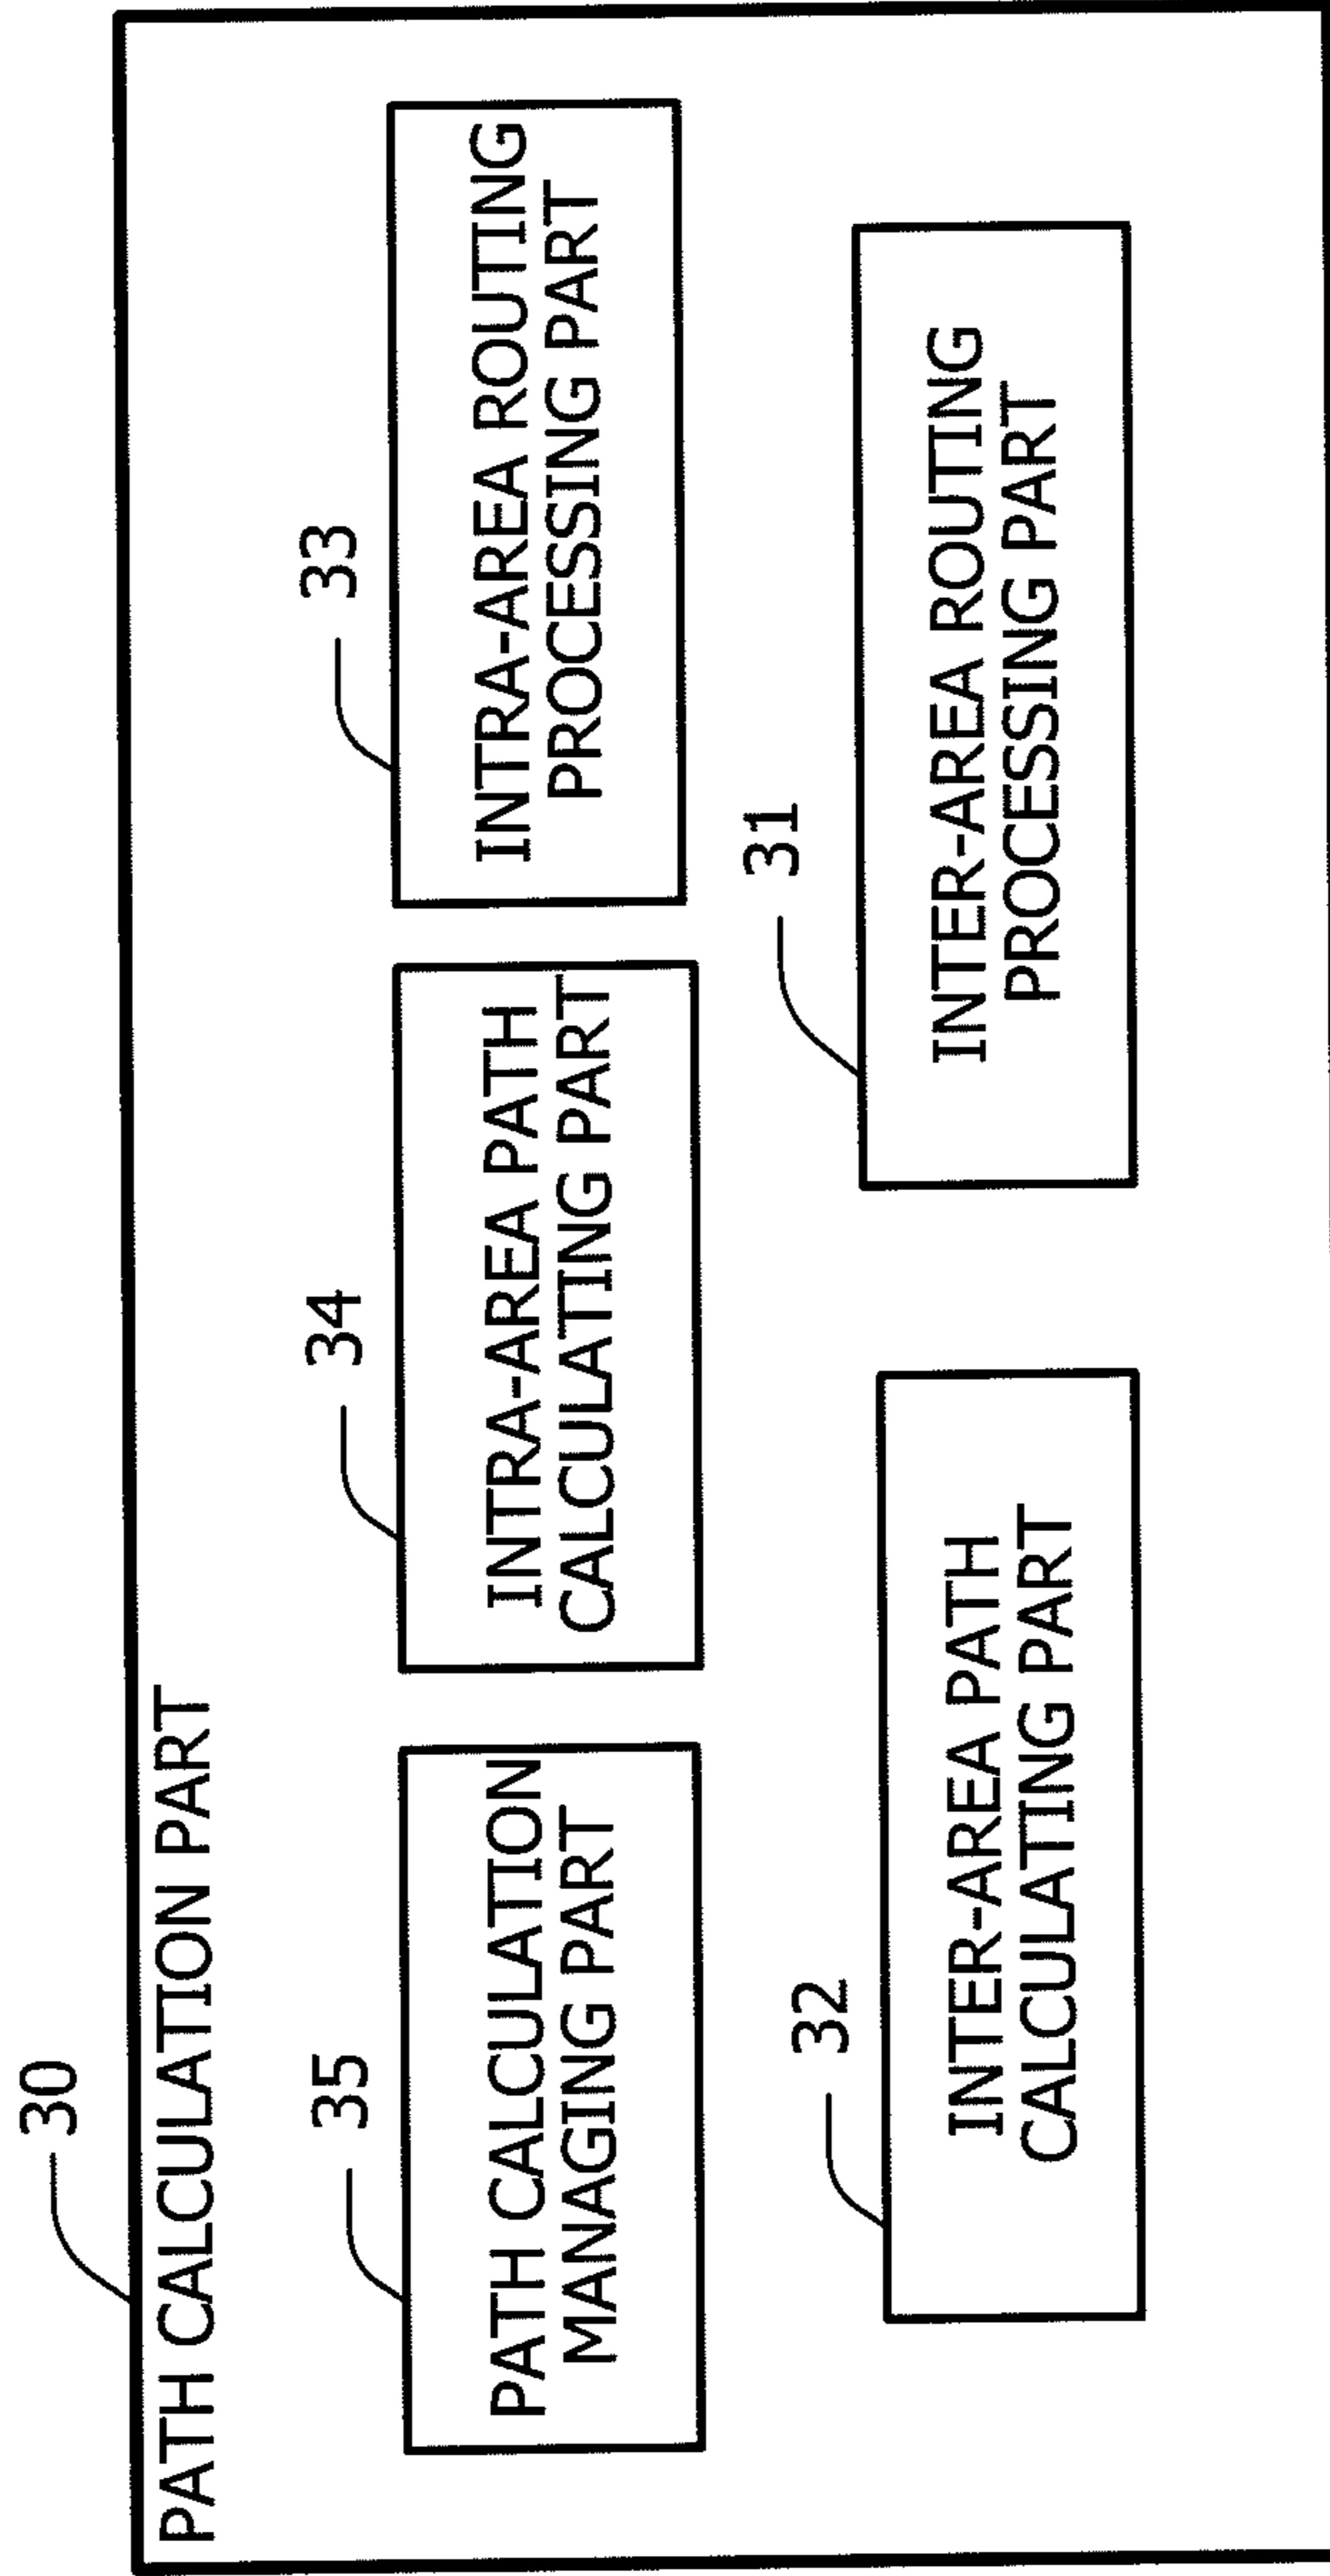 30
PATH CALCULATION PART
35
PATH CALCULATION
MANAGING PART
34
INTRA-AREA PATH
CALCULATING PART
33
INTRA-AREA ROUTING
PROCESSING PART
32
INTER-AREA PATH
CALCULATING PART
31
INTER-AREA ROUTING
PROCESSING PART